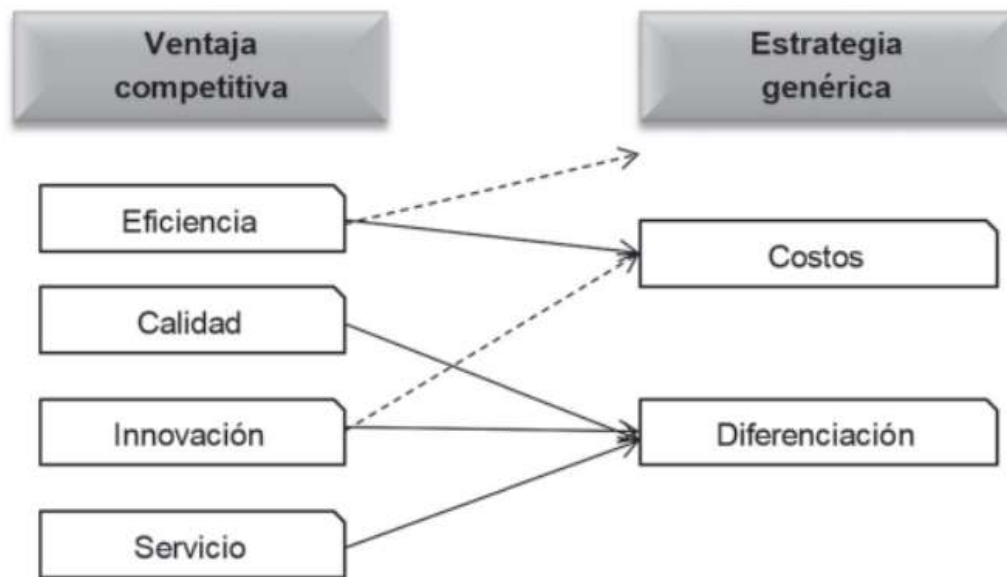 Ventaja
competitiva
Estrategia
genérica
Eficiencia
Costos
Calidad
Innovación
Diferenciación
Servicio